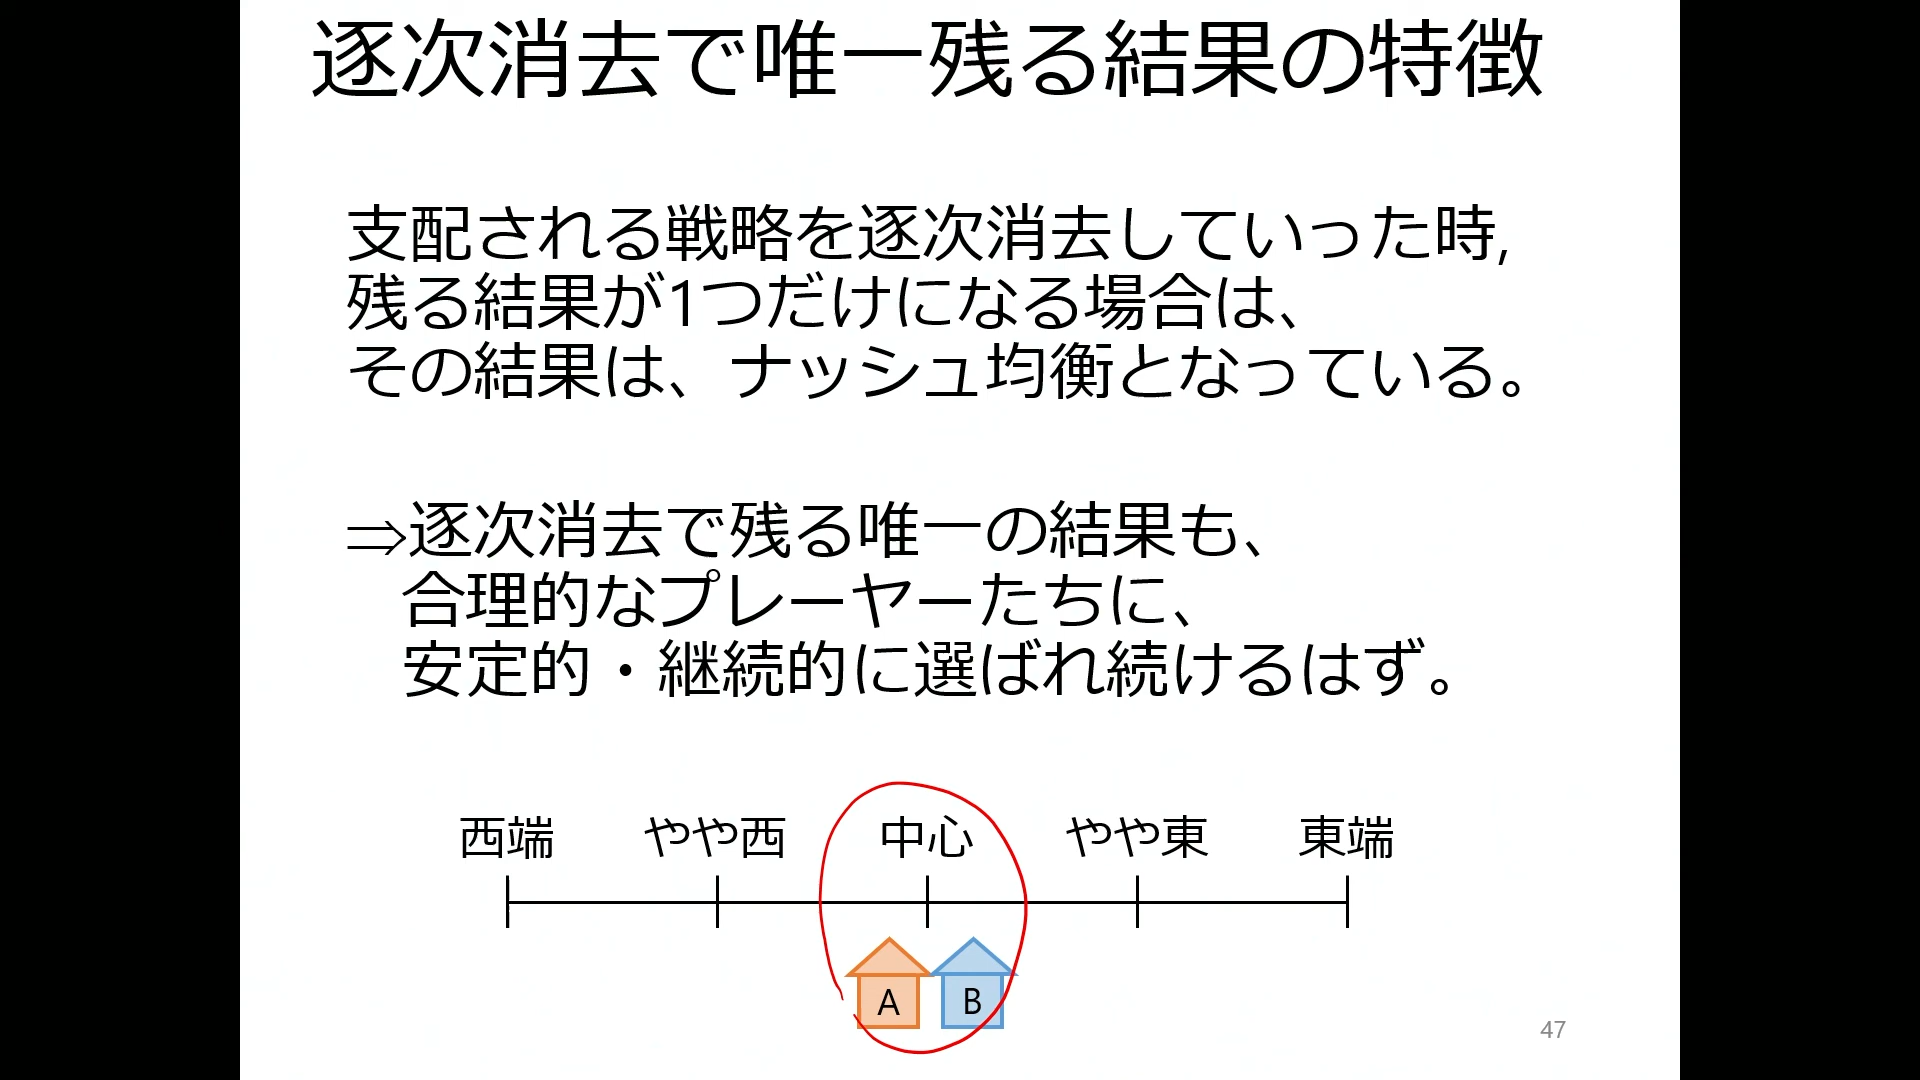 逐次消去で唯一残る結果の特徴
支配される戦略を逐次消去していった時,
残る結果が1つだけになる場合は、
その結果は、ナッシュ均衡となっている。
⇒逐次消去で残る唯一の結果も、
合理的なプレーヤーたちに、
安定的・継続的に選ばれ続けるはず。
西端 やや西 中心 やや東 東端
A B
47